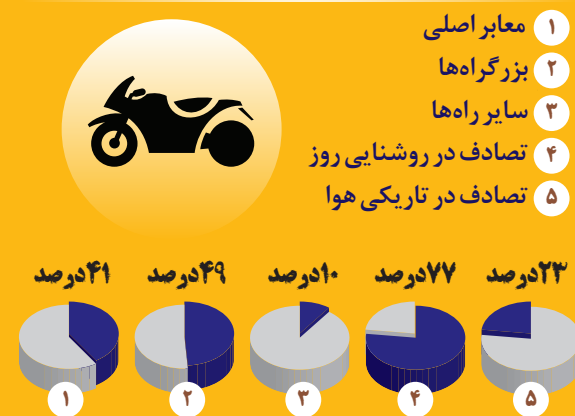 ۱ معابر اصلی
۲ بزرگراه‌ها
۳ سایر راه‌ها
۴ تصادف در روشنایی روز
۵ تصادف در تاریکی هوا
۲۳درصد ۷۷درصد ۱۰درصد ۴۹درصد ۴۱درصد
۵ ۴ ۳ ۲ ۱